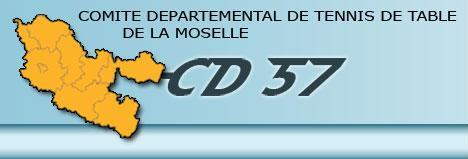 COMITE DEPARTEMENTAL DE TENNIS DE TABLE
DE LA MOSELLE
CD 57